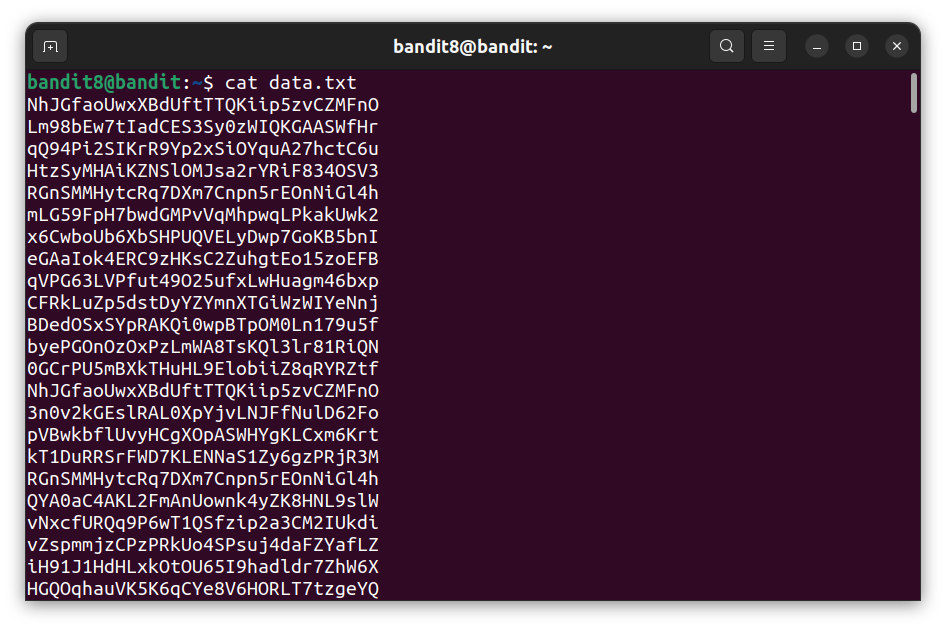 bandit8@bandit: ~
bandit8@bandit:~$ cat data.txt
NhJGfaoUwxXBdUftTTQKiip5zvCZMFnO
Lm98bEw7tIadCES3Sy0zWIQKGAASWfHr
qQ94Pi2SIKrR9Yp2xSiOYquA27hctC6u
HtzSyMHAiKZNSlOMJsa2rYRiF834OSV3
RGnSMMHytcRq7DXm7Cnpn5rEOnNiGl4h
mLG59FpH7bwdGMPvVqMhpwqLPkakUwk2
x6CwboUb6XbSHPUQVELyDwp7GoKB5bnI
eGAaIok4ERC9zHKsC2ZuhgtEo15zoEFB
qVPG63LVPfut49O25ufxLwHuagm46bxp
CFRkLuZp5dstDyYZYmnXTGiWzWIYeNnj
BDedOSxSYpRAKQi0wpBTpOM0Ln179u5f
byePGOnOzOxPzLmWA8TsKQl3lr81RiQN
0GCrPU5mBXkTHuHL9ElobiiZ8qRYRZtf
NhJGfaoUwxXBdUftTTQKiip5zvCZMFnO
3n0v2kGEslRAL0XpYjvLNJFfNulD62Fo
pVBwkbflUvyHCgXOpASWHYgKLCxm6Krt
kT1DuRRSrFWD7KLENNaS1Zy6gzPRjR3M
RGnSMMHytcRq7DXm7Cnpn5rEOnNiGl4h
QYA0aC4AKL2FmAnUownk4yZK8HNL9slW
vNxcfURQq9P6wT1QSfzip2a3CM2IUkdi
vZspmmjzCPzPRkUo4SPsuj4daFZYafLZ
iH91J1HdHLxkOtOU65I9hadldr7ZhW6X
HGQOqhauVK5K6qCYe8V6HORLT7tzgeYQ